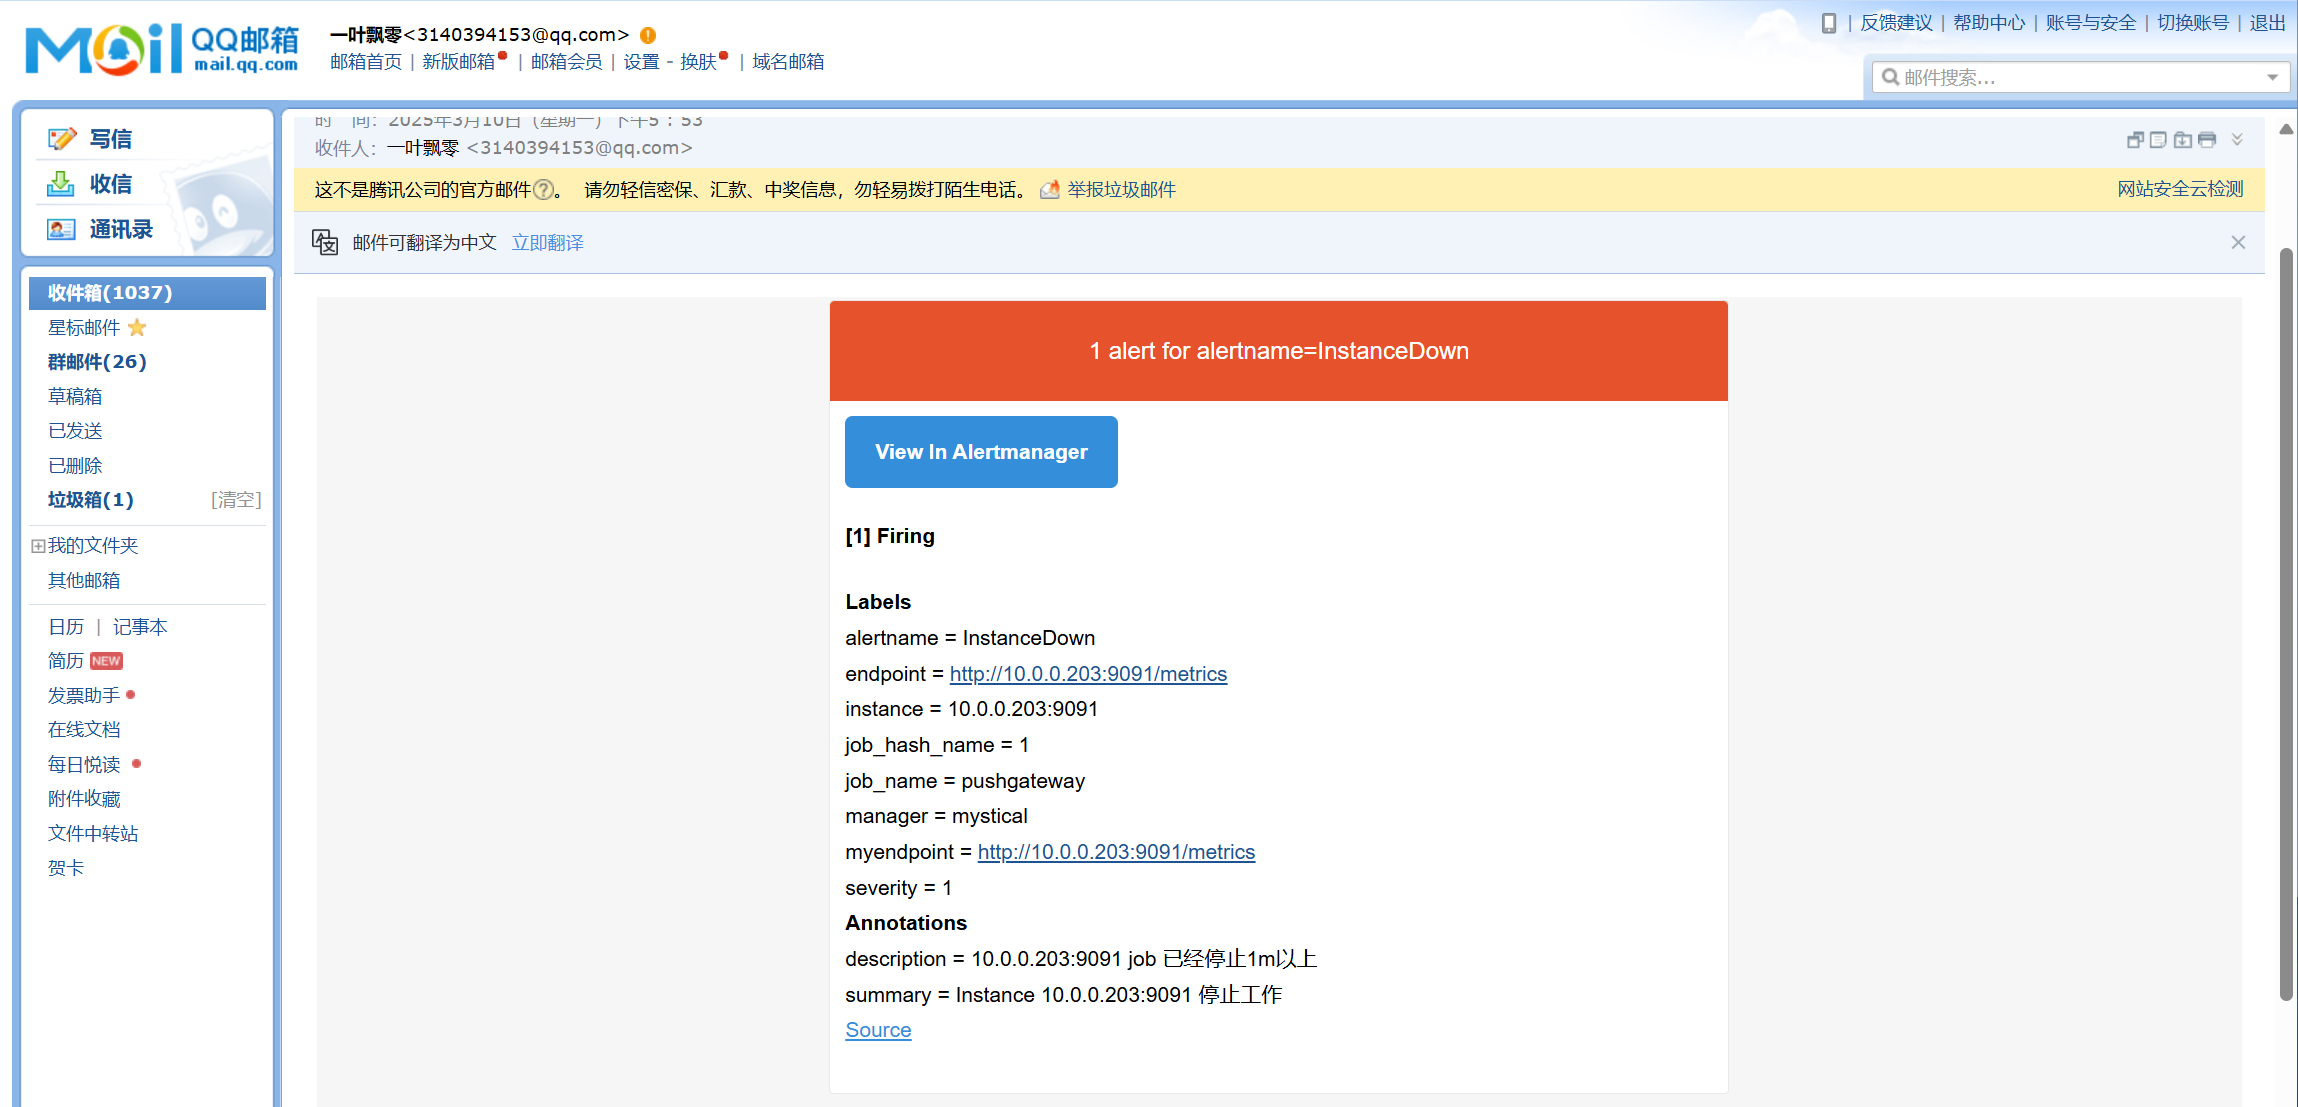 Mail QQ邮箱 mail.qq.com
一叶飘零<3140394153@qq.com>
邮箱首页 | 新版邮箱 | 邮箱会员 | 设置 - 换肤 | 域名邮箱
| 反馈建议 | 帮助中心 | 账号与安全 | 切换账号 | 退出
邮件搜索...
写信
收信
通讯录
收件箱(1037)
星标邮件
群邮件(26)
草稿箱
已发送
已删除
垃圾箱(1) [清空]
我的文件夹
其他邮箱
日历 | 记事本
简历 NEW
发票助手
在线文档
每日悦读
附件收藏
文件中转站
贺卡
时 间：2025年3月10日（星期一）下午5：53
收件人：一叶飘零 <3140394153@qq.com>
这不是腾讯公司的官方邮件?。 请勿轻信密保、汇款、中奖信息，勿轻易拨打陌生电话。 举报垃圾邮件 网站安全云检测
邮件可翻译为中文 立即翻译
1 alert for alertname=InstanceDown
View In Alertmanager
[1] Firing
Labels
alertname = InstanceDown
endpoint = http://10.0.0.203:9091/metrics
instance = 10.0.0.203:9091
job_hash_name = 1
job_name = pushgateway
manager = mystical
myendpoint = http://10.0.0.203:9091/metrics
severity = 1
Annotations
description = 10.0.0.203:9091 job 已经停止1m以上
summary = Instance 10.0.0.203:9091 停止工作
Source